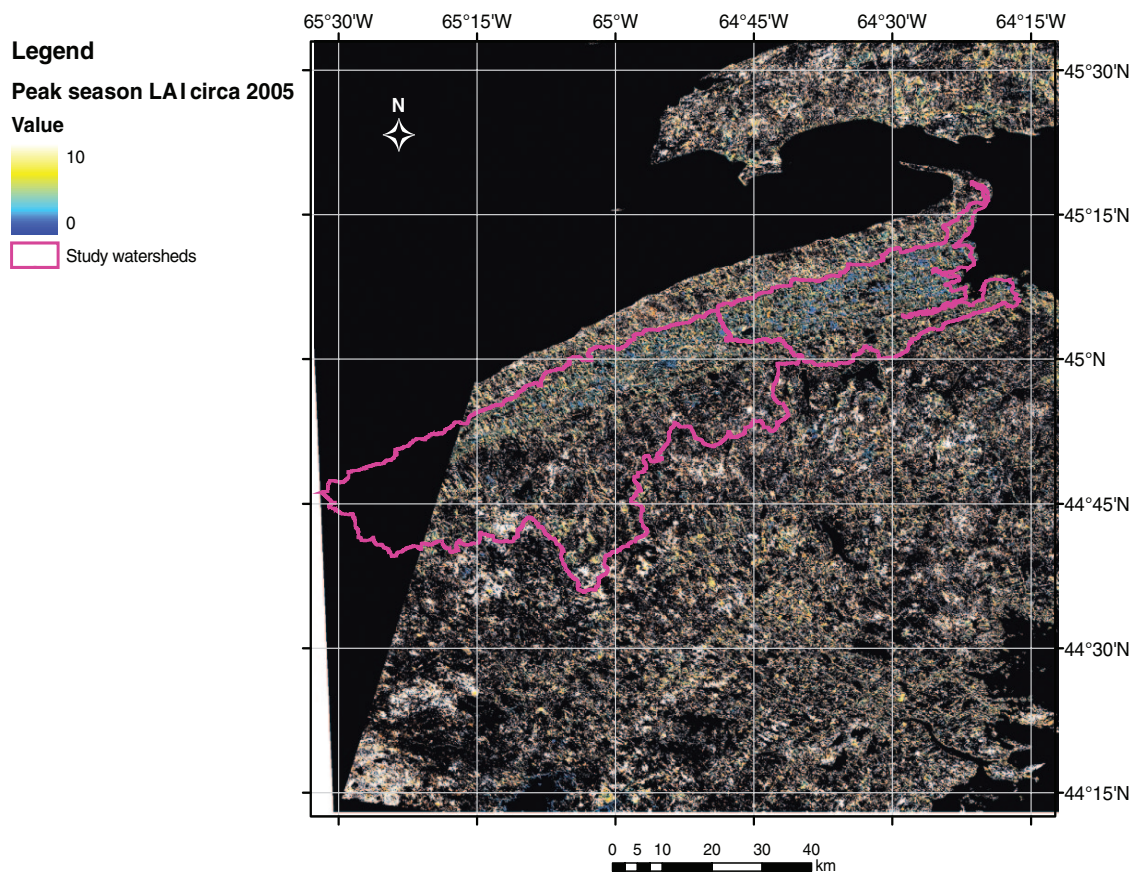 65°30'W 65°15'W 65°W 64°45'W 64°30'W 64°15'W
Legend
Peak season LAI circa 2005
Value
10
0
Study watersheds
N
45°30'N
45°15'N
45°N
44°45'N
44°30'N
44°15'N
0 5 10 20 30 40
km